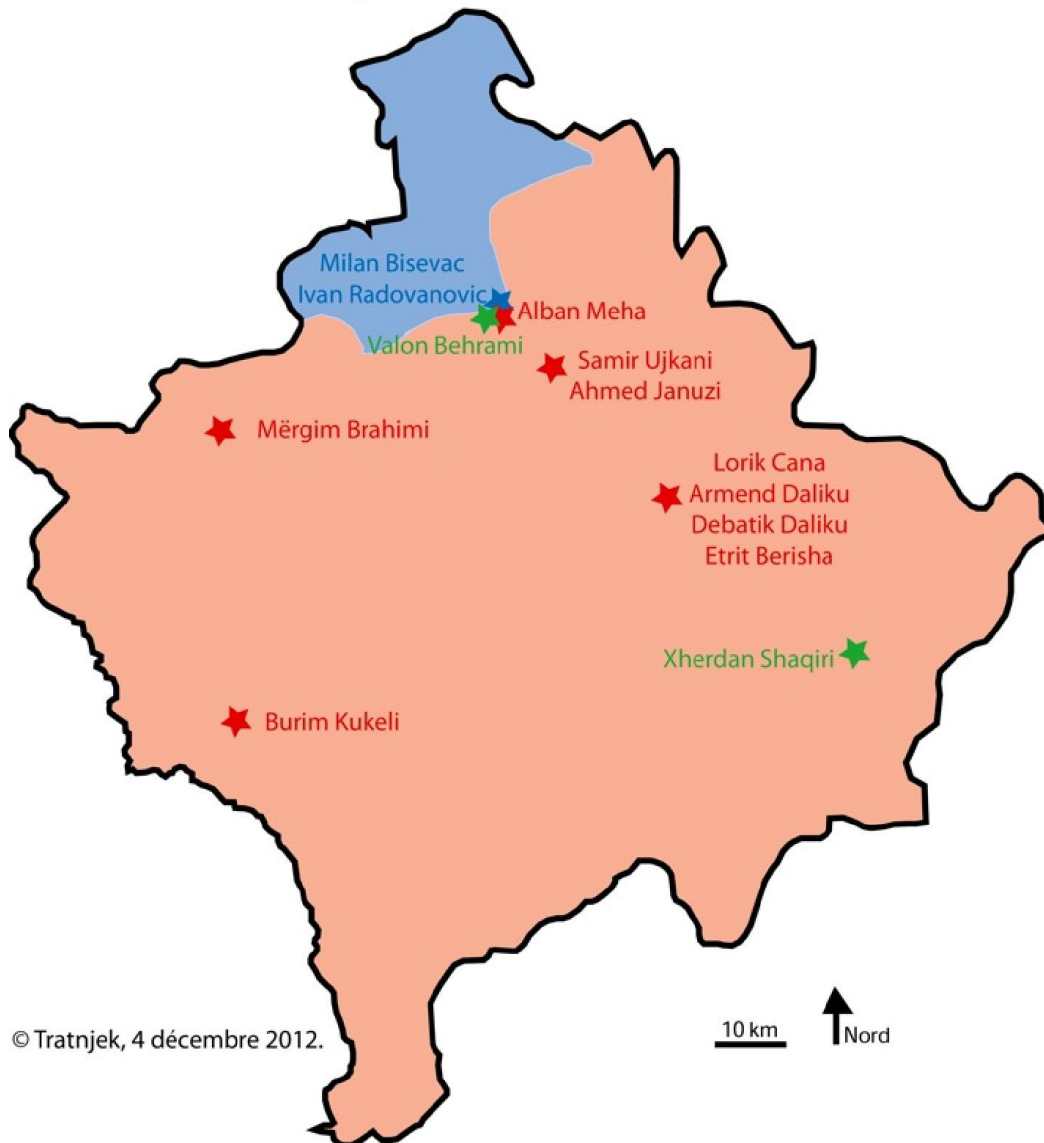 Milan Bisevac
Ivan Radovanovic
Alban Meha
Valon Behrami
Samir Ujkani
Ahmed Januzi
Mërgim Brahimi
Lorik Cana
Armend Daliku
Debatik Daliku
Etrit Berisha
Xherdan Shaqiri
Burim Kukeli
© Tratnjek, 4 décembre 2012.
10 km
Nord